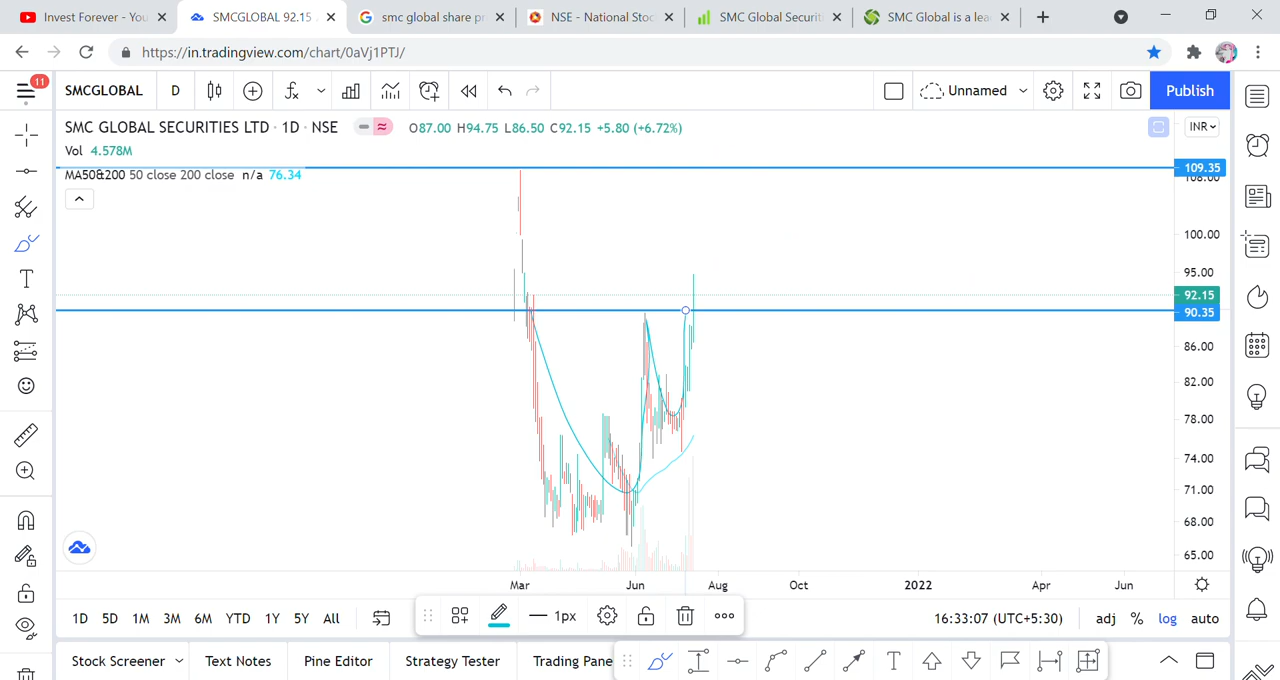 Invest Forever - You
SMCGLOBAL 92.15
smc global share pr
NSE - National Stoc
SMC Global Securiti
SMC Global is a lea
https://in.tradingview.com/chart/0aVj1PTJ/
11
SMCGLOBAL D Unnamed Publish
SMC GLOBAL SECURITIES LTD · 1D · NSE O87.00 H94.75 L86.50 C92.15 +5.80 (+6.72%) INR
Vol 4.578M
MA50&200 50 close 200 close n/a 76.34
109.35
108.00
100.00
95.00
92.15
90.35
86.00
82.00
78.00
74.00
71.00
68.00
65.00
Mar Jun Aug Oct 2022 Apr Jun
1D 5D 1M 3M 6M YTD 1Y 5Y All 1px 16:33:07 (UTC+5:30) adj % log auto
Stock Screener Text Notes Pine Editor Strategy Tester Trading Pane